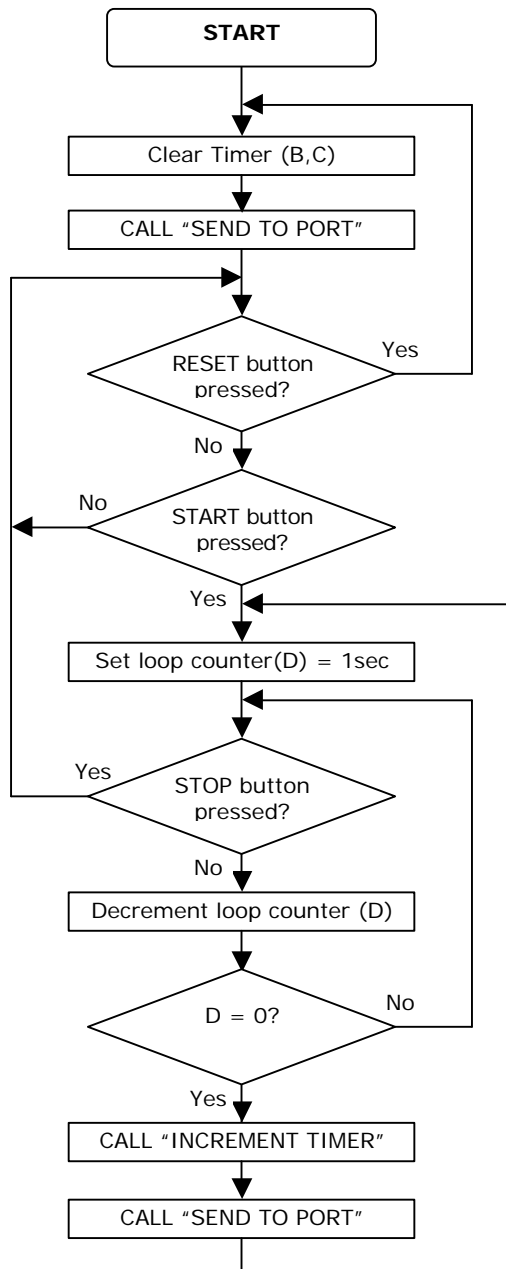 START
Clear Timer (B,C)
CALL “SEND TO PORT”
RESET button
pressed?
Yes
No
START button
pressed?
No
Yes
Set loop counter(D) = 1sec
STOP button
pressed?
Yes
No
Decrement loop counter (D)
D = 0?
No
Yes
CALL “INCREMENT TIMER”
CALL “SEND TO PORT”